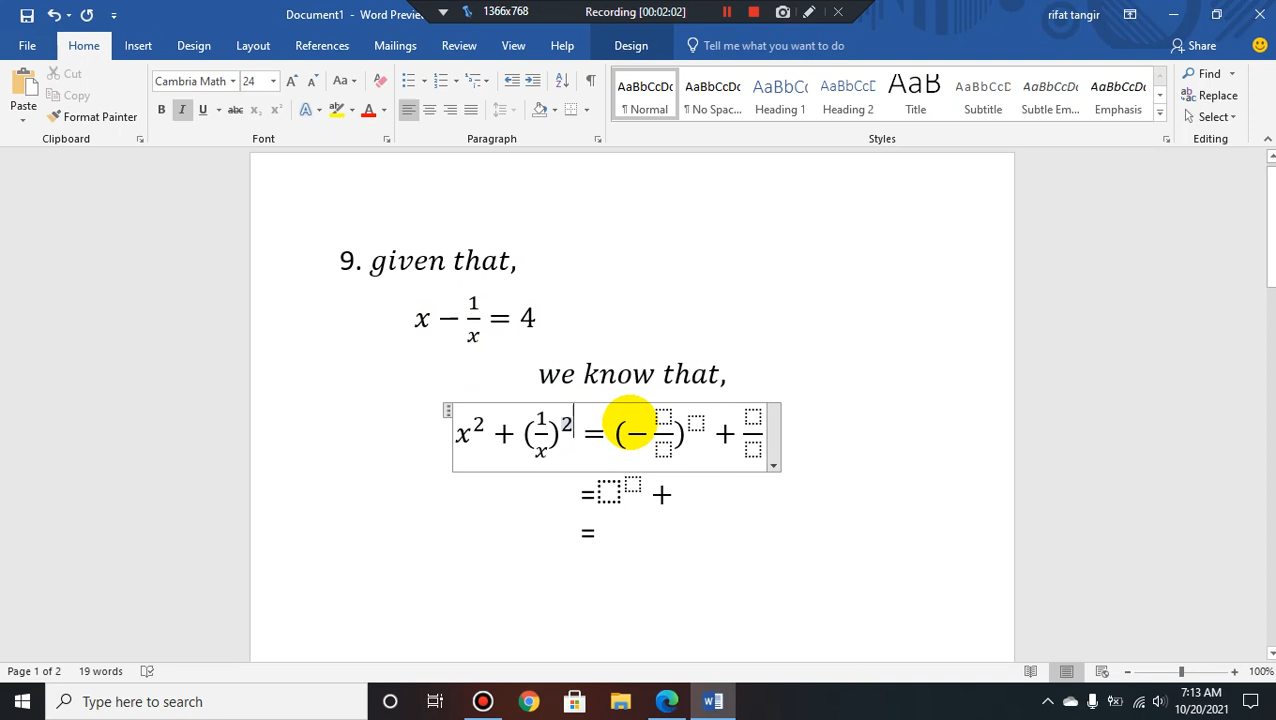 Document1 - Word Preview
1366x768
Recording [00:02:02]
rifat tangir
File Home Insert Design Layout References Mailings Review View Help Design Tell me what you want to do Share
Paste
Cut
Copy
Format Painter
Clipboard
Cambria Math 24
Font
Paragraph
AaBbCcDc ¶ Normal
AaBbCcDc ¶ No Spac...
AaBbCc Heading 1
AaBbCc Heading 2
AaB Title
AaBbCcD Subtitle
AaBbCcDc Subtle Em...
AaBbCcDc Emphasis
Styles
Find
Replace
Select
Editing
9. given that,
x − 1/x = 4
we know that,
x² + (1/x)² = (− ⬚/⬚)^⬚ + ⬚/⬚
=⬚^⬚ +
=
Page 1 of 2 19 words 100%
Type here to search
7:13 AM
10/20/2021